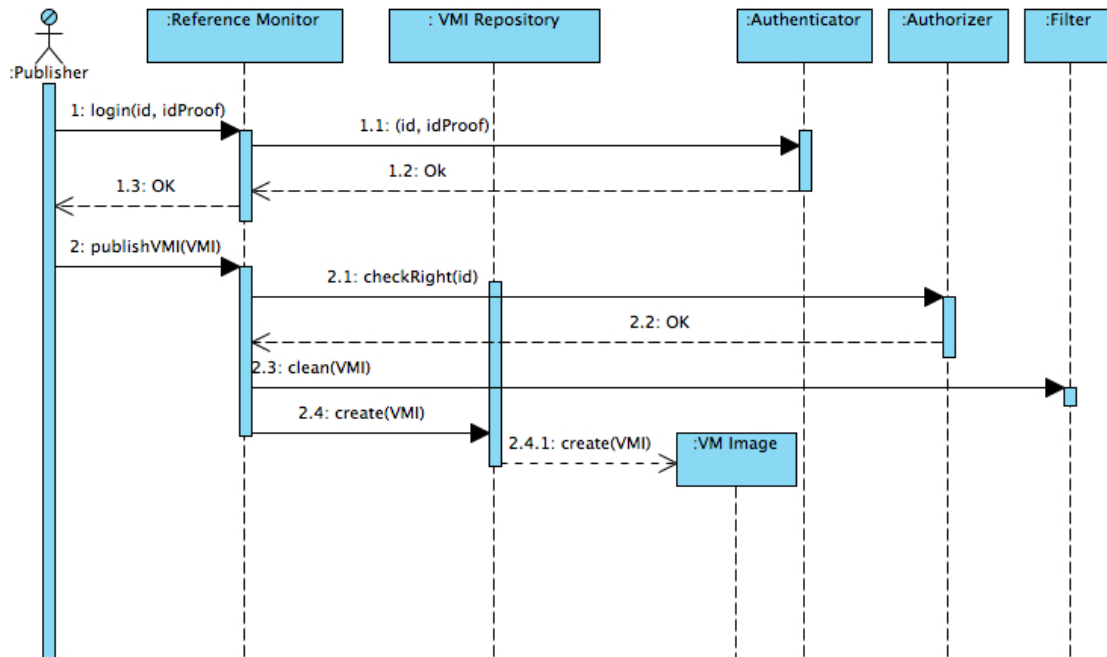 :Reference Monitor
: VMI Repository
:Authenticator
:Authorizer
:Filter
:Publisher
1: login(id, idProof)
1.1: (id, idProof)
1.2: Ok
1.3: OK
2: publishVMI(VMI)
2.1: checkRight(id)
2.2: OK
2.3: clean(VMI)
2.4: create(VMI)
2.4.1: create(VMI)
:VM Image